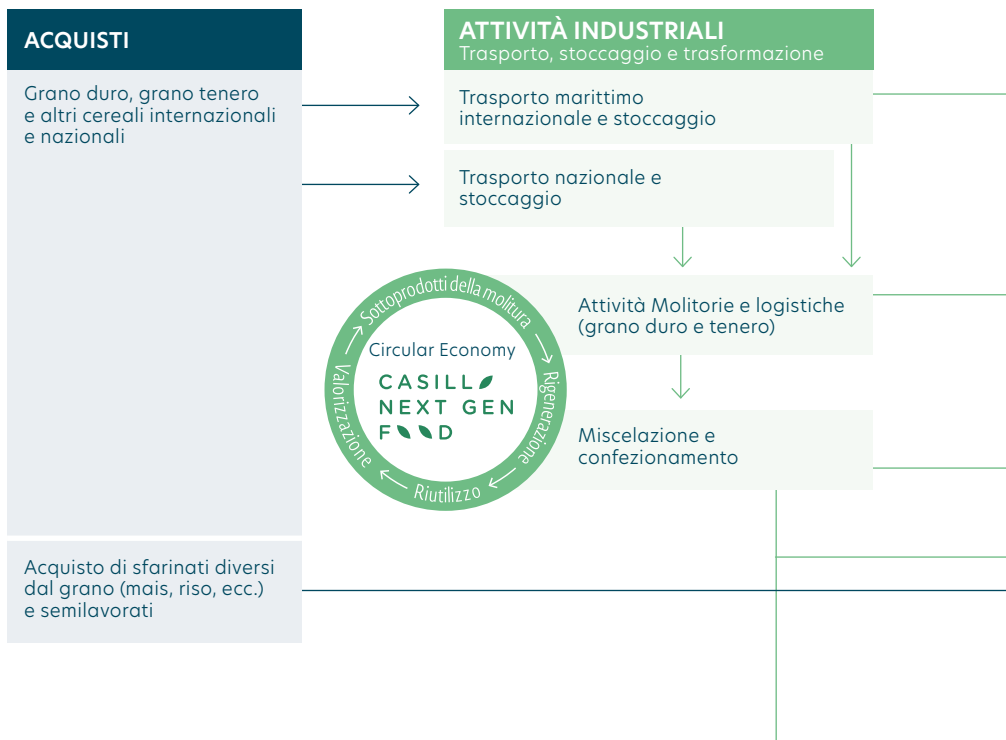 ACQUISTI
Grano duro, grano tenero
e altri cereali internazionali
e nazionali
Acquisto di sfarinati diversi
dal grano (mais, riso, ecc.)
e semilavorati
ATTIVITÀ INDUSTRIALI
Trasporto, stoccaggio e trasformazione
Trasporto marittimo
internazionale e stoccaggio
Trasporto nazionale e
stoccaggio
Attività Molitorie e logistiche
(grano duro e tenero)
Miscelazione e
confezionamento
Sottoprodotti della molitura
Rigenerazione
Riutilizzo
Valorizzazione
Circular Economy
CASILLO
NEXT GEN
FOOD